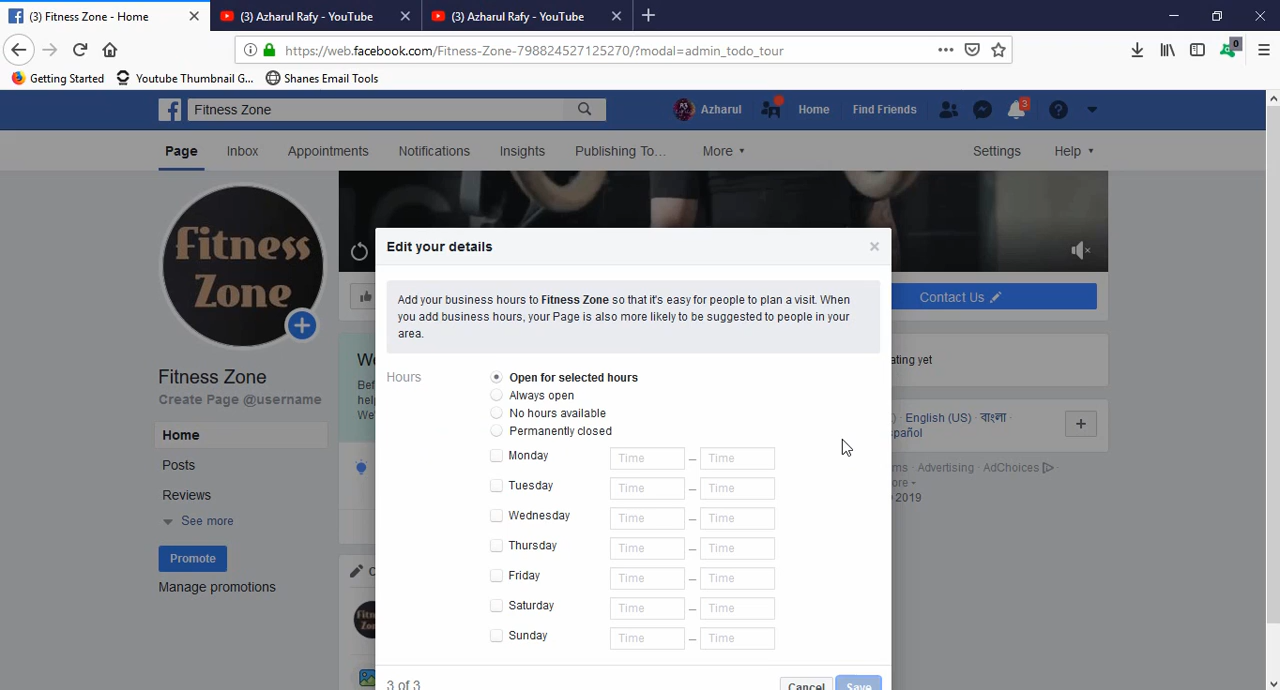 (3) Fitness Zone - Home
(3) Azharul Rafy - YouTube
(3) Azharul Rafy - YouTube
https://web.facebook.com/Fitness-Zone-798824527125270/?modal=admin_todo_tour
0
Getting Started
Youtube Thumbnail G...
Shanes Email Tools
Fitness Zone
Azharul
Home
Find Friends
3
Page
Inbox
Appointments
Notifications
Insights
Publishing To...
More
Settings
Help
Fitness
Zone
Fitness Zone
Create Page @username
Home
Posts
Reviews
See more
Promote
Manage promotions
Contact Us
ating yet
English (US) · বাংলা ·
spañol
Advertising · AdChoices
2019
Edit your details
Add your business hours to Fitness Zone so that it's easy for people to plan a visit. When
you add business hours, your Page is also more likely to be suggested to people in your
area.
Hours
Open for selected hours
Always open
No hours available
Permanently closed
Monday Time – Time
Tuesday Time – Time
Wednesday Time – Time
Thursday Time – Time
Friday Time – Time
Saturday Time – Time
Sunday Time – Time
3 of 3
Cancel
Save